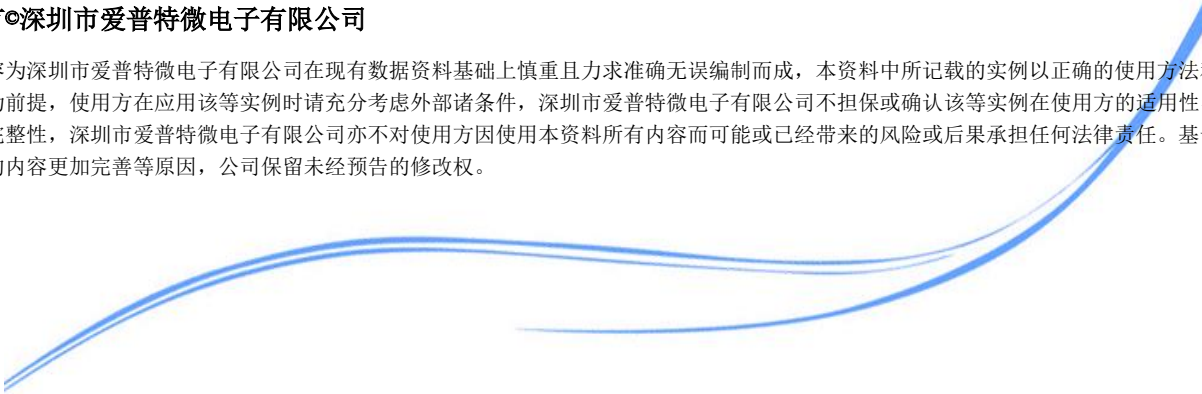 ©深圳市爱普特微电子有限公司
为深圳市爱普特微电子有限公司在现有数据资料基础上慎重且力求准确无误编制而成，本资料中所记载的实例以正确的使用方法
前提，使用方在应用该等实例时请充分考虑外部诸条件，深圳市爱普特微电子有限公司不担保或确认该等实例在使用方的适用性
整性，深圳市爱普特微电子有限公司亦不对使用方因使用本资料所有内容而可能或已经带来的风险或后果承担任何法律责任。基
内容更加完善等原因，公司保留未经预告的修改权。